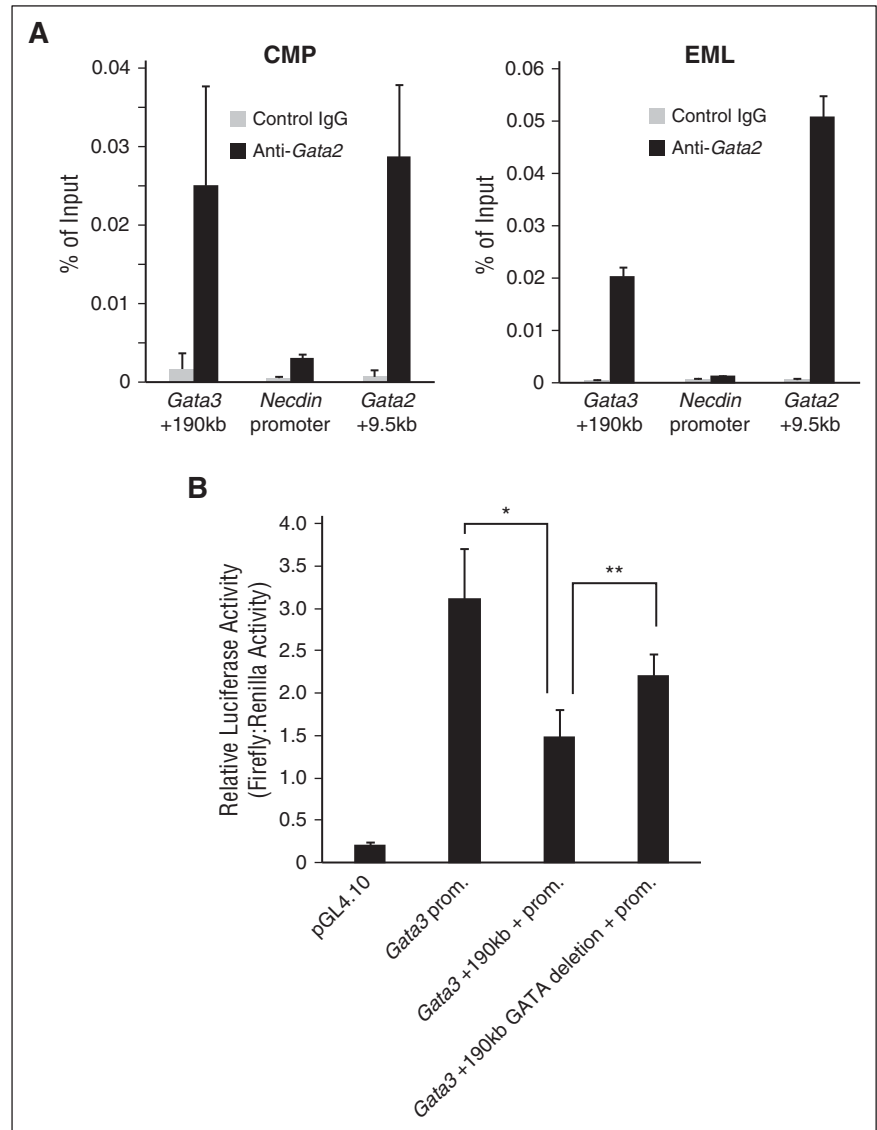 A
CMP
0.04
0.03
0.02
0.01
0
% of Input
Control IgG
Anti-Gata2
Gata3
+190kb
Necdin
promoter
Gata2
+9.5kb
EML
0.06
0.05
0.04
0.03
0.02
0.01
0
% of Input
Control IgG
Anti-Gata2
Gata3
+190kb
Necdin
promoter
Gata2
+9.5kb
B
Relative Luciferase Activity
(Firefly:Renilla Activity)
4.0
3.5
3.0
2.5
2.0
1.5
1.0
0.5
0
*
**
pGL4.10
Gata3 prom.
Gata3 +190kb + prom.
Gata3 +190kb GATA deletion + prom.